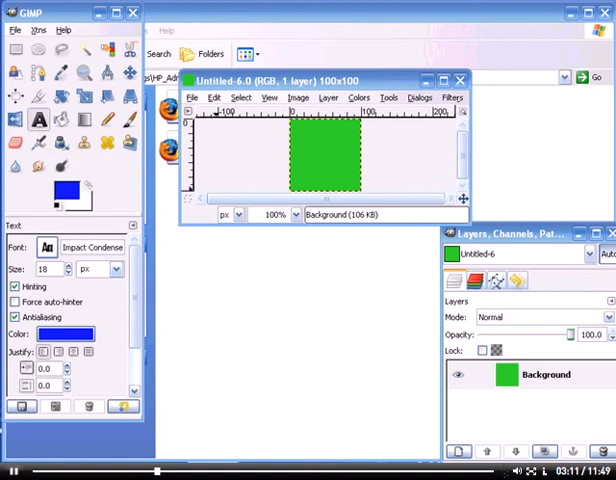 GIMP
File Xtns Help
Help
Search Folders
gs\HP_Adn
Go
Untitled-6.0 (RGB, 1 layer) 100x100
File Edit Select View Image Layer Colors Tools Dialogs Filters
-100 0 100 200
0
px 100% Background (106 KB)
Text
Font: Aa Impact Condense
Size: 18 px
Hinting
Force auto-hinter
Antialiasing
Color:
Justify:
0.0
0.0
Layers, Channels, Pat...
Untitled-6 Auto
Layers
Mode: Normal
Opacity: 100.0
Lock:
Background
03:11 / 11:49